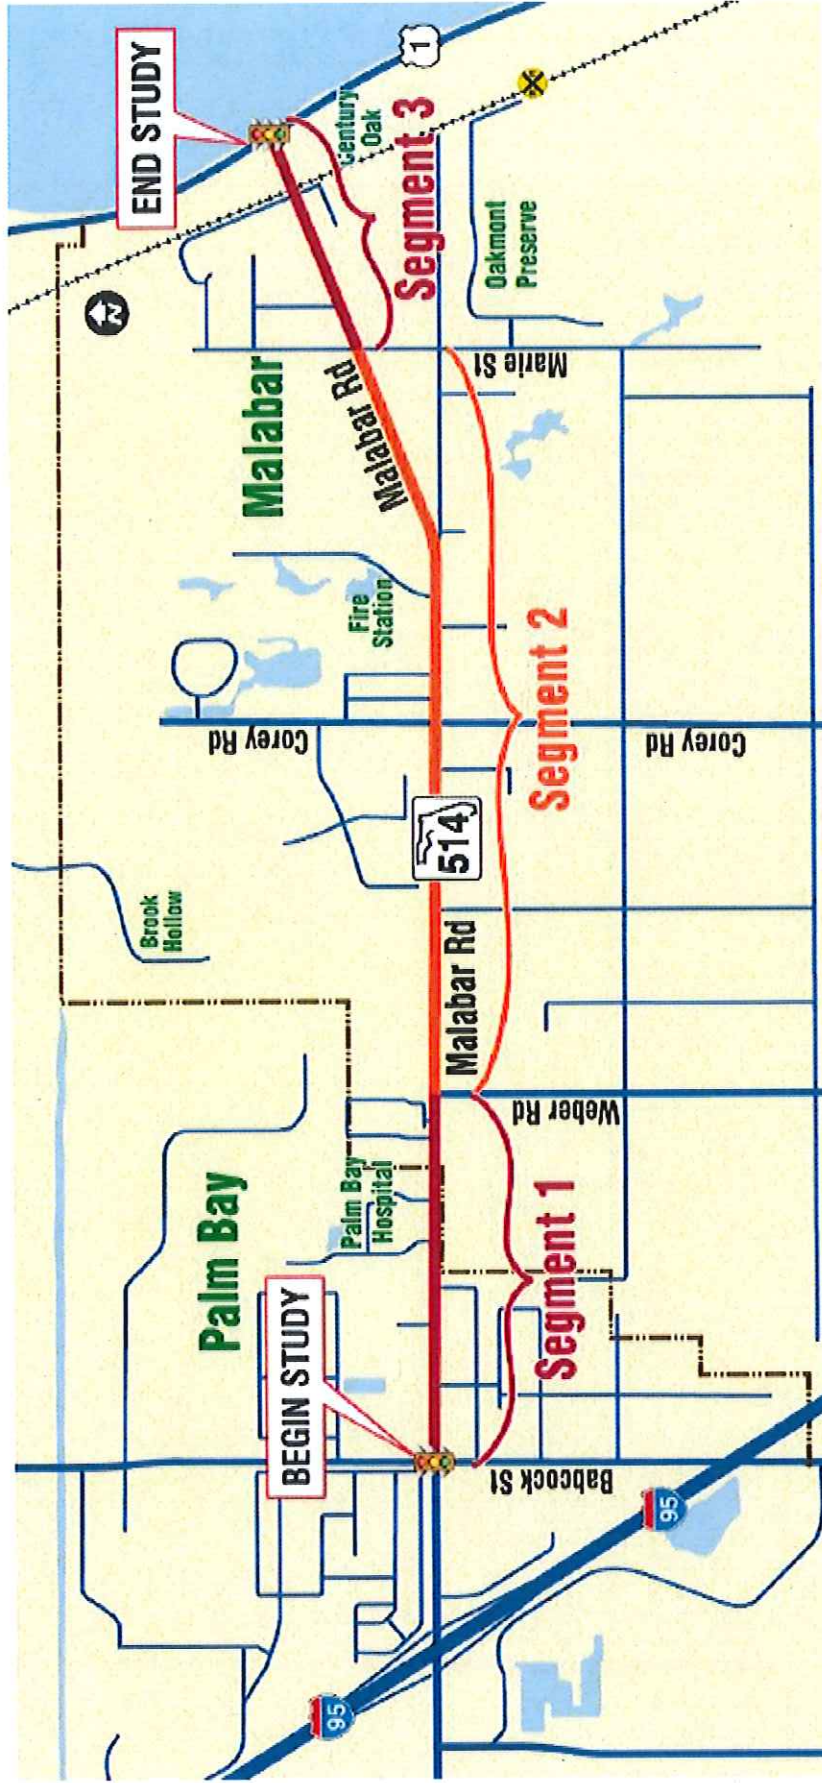 END STUDY
1
N
Century
Oak
Segment 3
Oakmont
Preserve
Malabar
Malabar Rd
Marie St
Fire
Station
Segment 2
Corey Rd
Corey Rd
514
Brook
Hollow
Malabar Rd
Weber Rd
Palm Bay
Palm Bay
Hospital
Segment 1
BEGIN STUDY
Babcock St
95
95